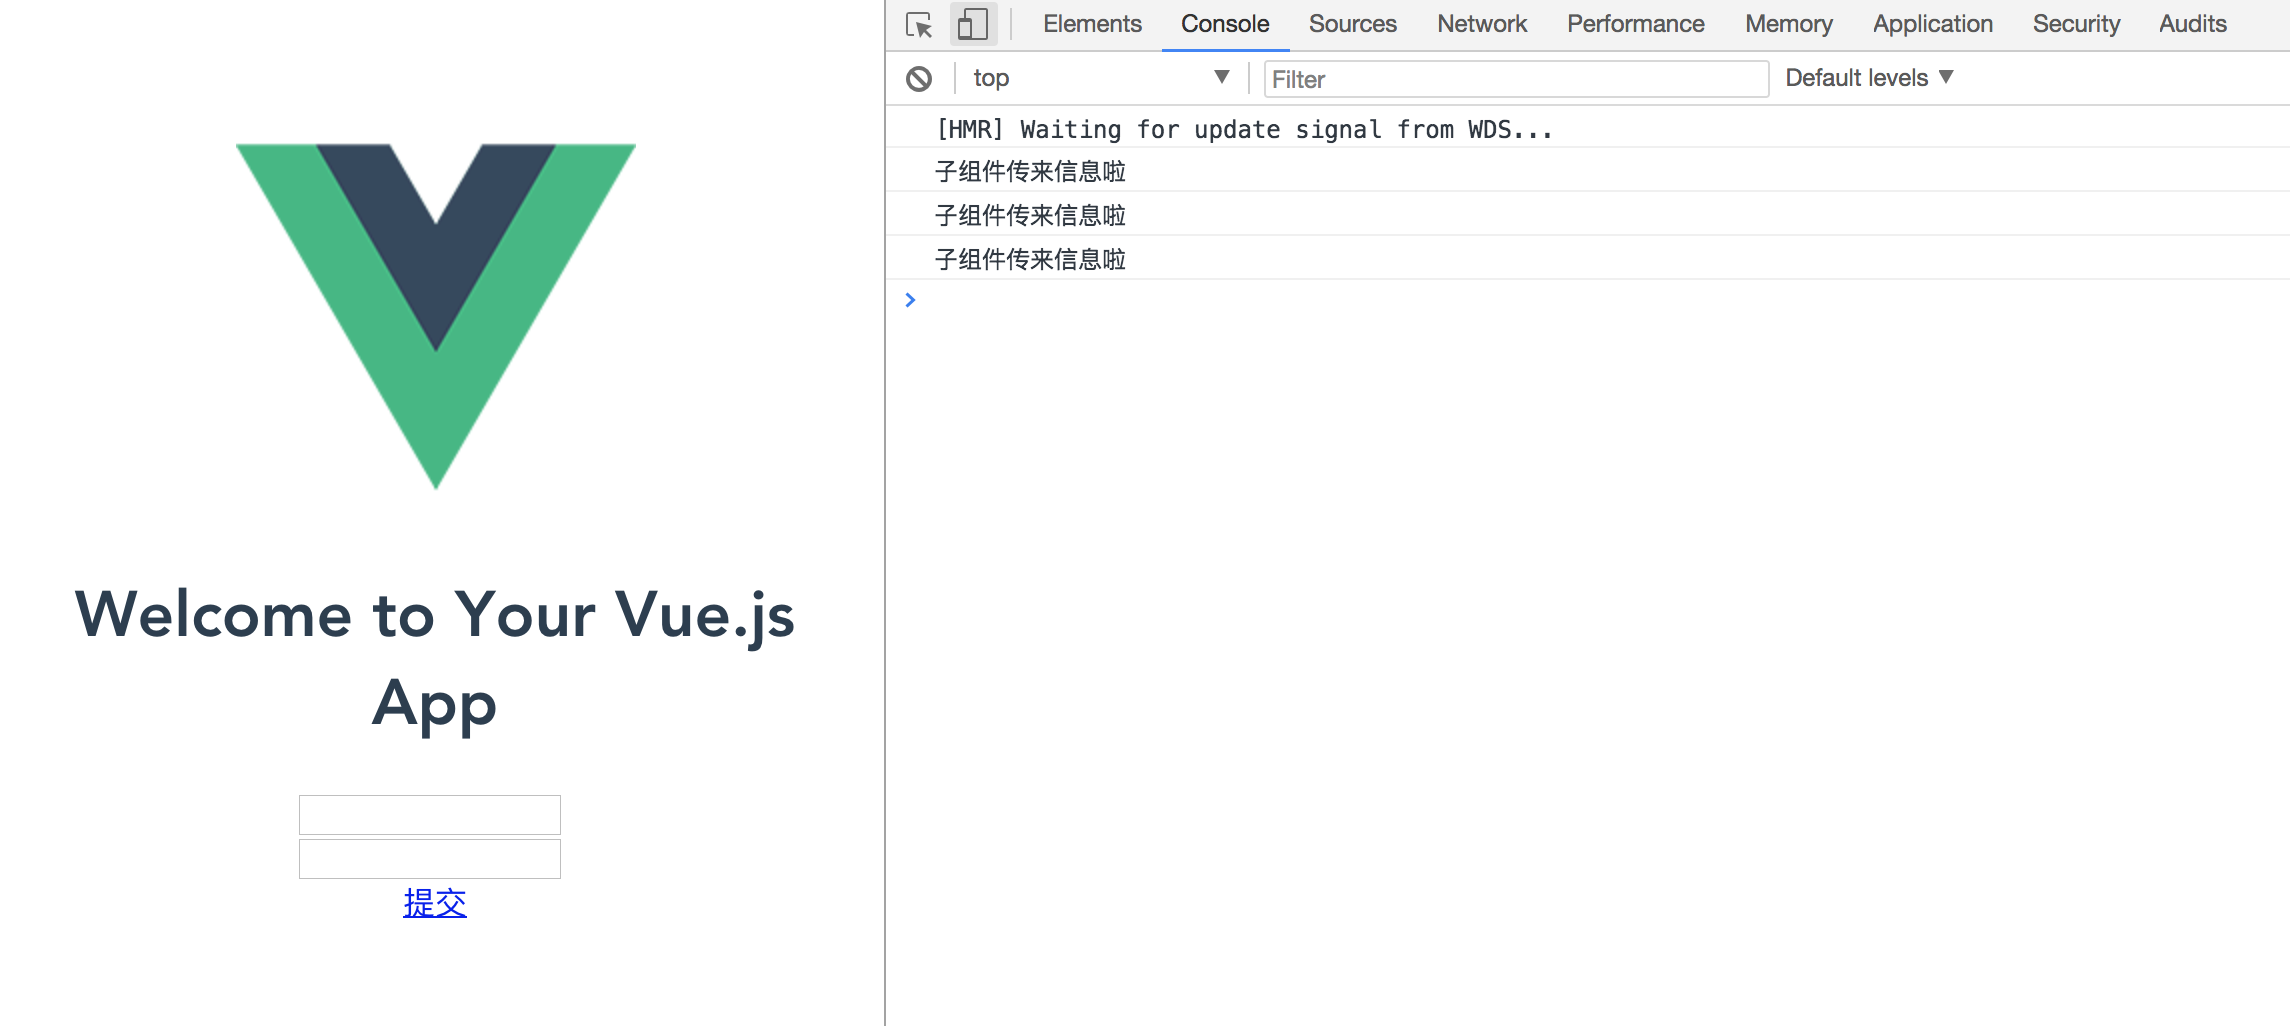 Welcome to Your Vue.js
App
提交
Elements Console Sources Network Performance Memory Application Security Audits
top Filter Default levels
[HMR] Waiting for update signal from WDS...
子组件传来信息啦
子组件传来信息啦
子组件传来信息啦